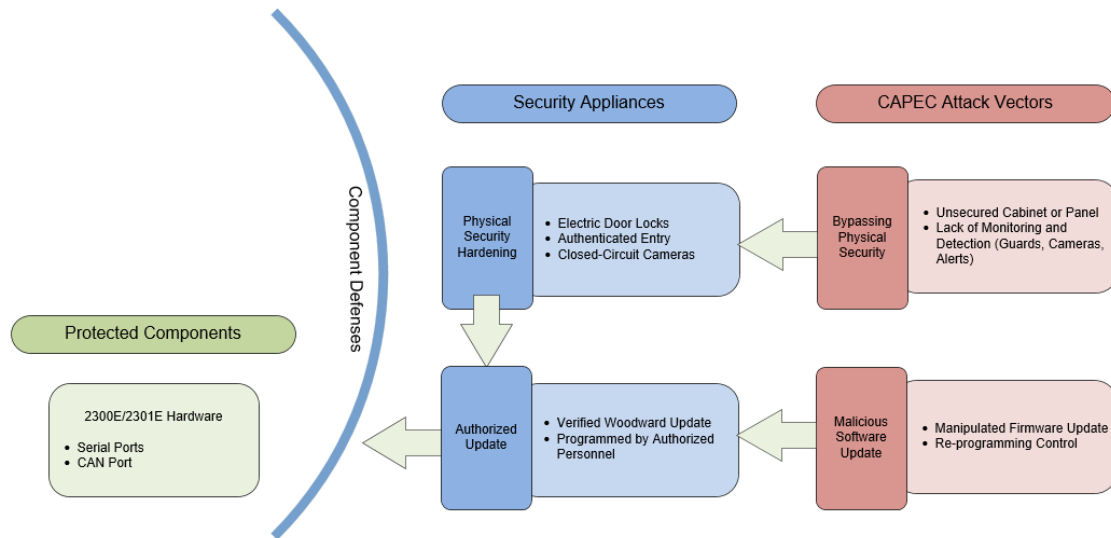 Security Appliances
CAPEC Attack Vectors
Component Defenses
Physical
Security
Hardening
• Electric Door Locks
• Authenticated Entry
• Closed-Circuit Cameras
Bypassing
Physical
Security
• Unsecured Cabinet or Panel
• Lack of Monitoring and
Detection (Guards, Cameras,
Alerts)
Protected Components
2300E/2301E Hardware
• Serial Ports
• CAN Port
Authorized
Update
• Verified Woodward Update
• Programmed by Authorized
Personnel
Malicious
Software
Update
• Manipulated Firmware Update
• Re-programming Control